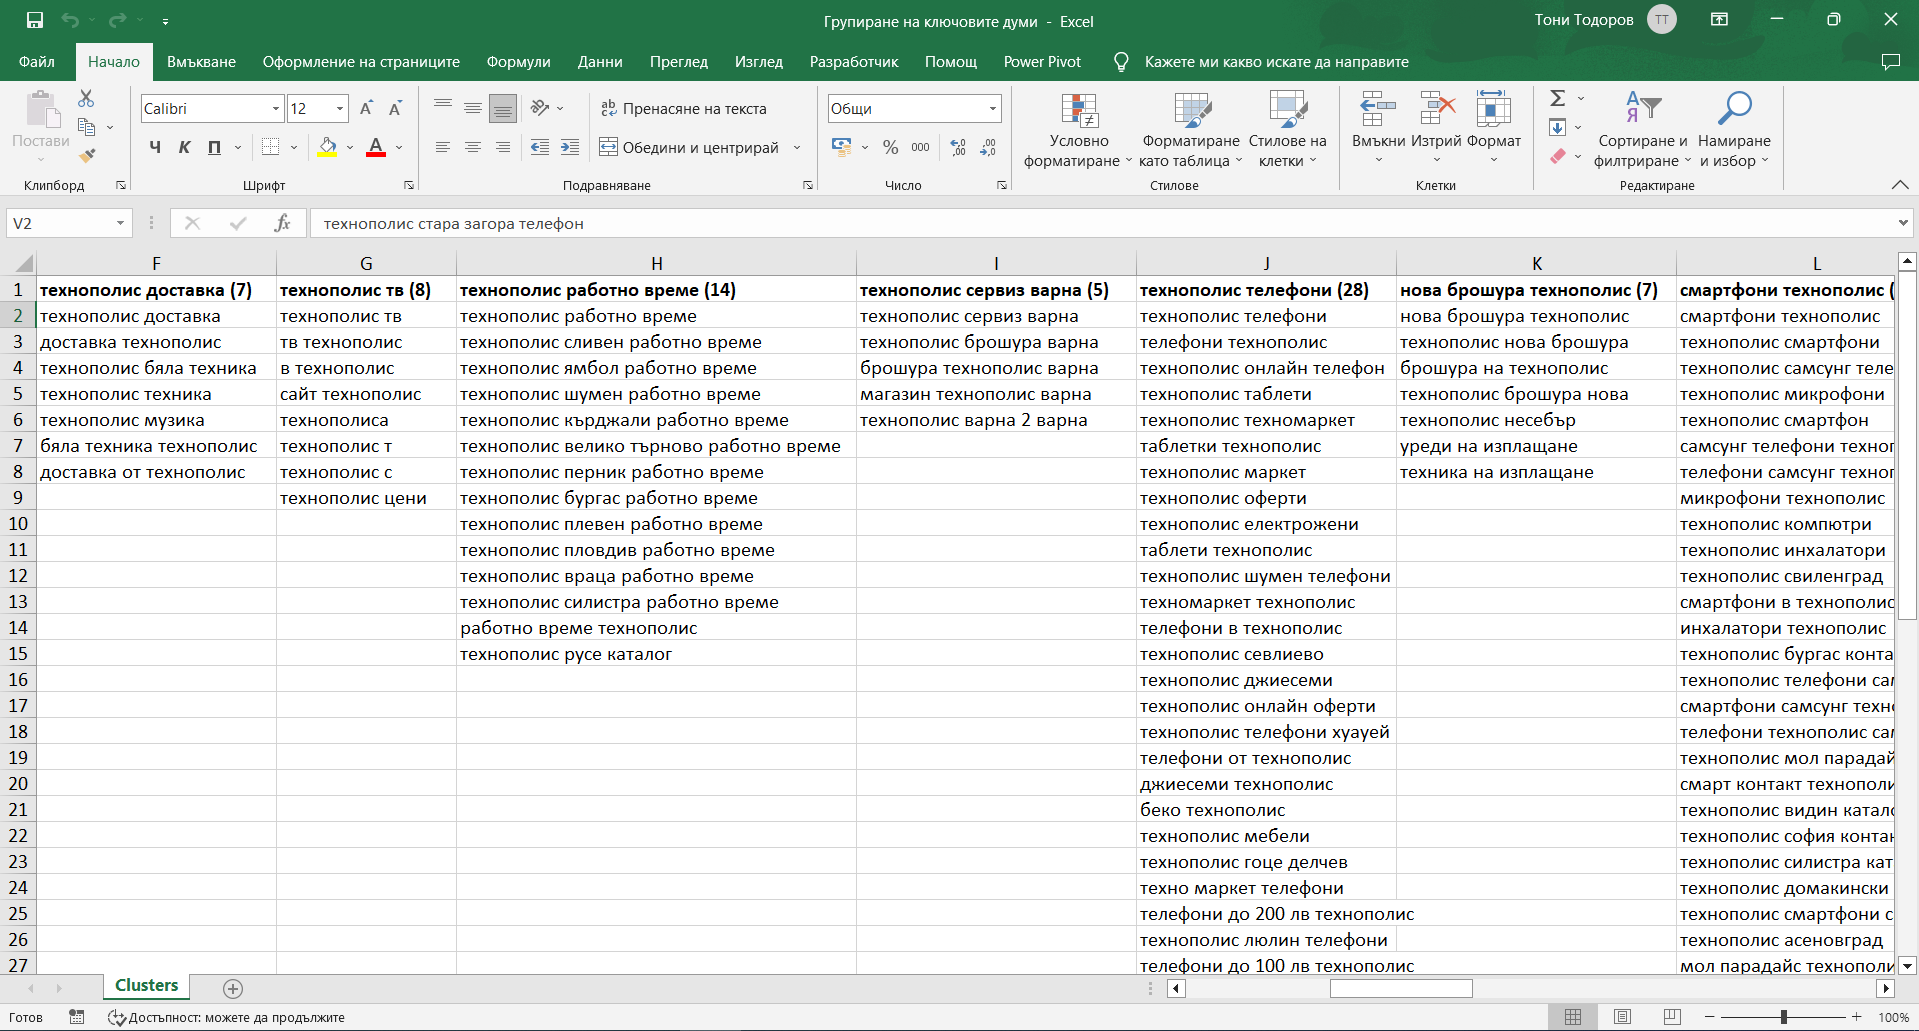 Групиране на ключовите думи - Excel
Тони Тодоров
ТТ
Файл Начало Вмъкване Оформление на страниците Формули Данни Преглед Изглед Разработчик Помощ Power Pivot Кажете ми какво искате да направите
Постави
Клипборд
Calibri 12
Ч К П
Шрифт
Пренасяне на текста
Обедини и центрирай
Подравняване
Общи
% 000
Число
Условно форматиране
Форматиране като таблица
Стилове на клетки
Стилове
Вмъкни Изтрий Формат
Клетки
Сортиране и филтриране
Намиране и избор
Редактиране
V2 fx технополис стара загора телефон
F G H I J K L
1 технополис доставка (7) технополис тв (8) технополис работно време (14) технополис сервиз варна (5) технополис телефони (28) нова брошура технополис (7) смартфони технополис (
2 технополис доставка технополис тв технополис работно време технополис сервиз варна технополис телефони нова брошура технополис смартфони технополис
3 доставка технополис тв технополис технополис сливен работно време технополис брошура варна телефони технополис технополис нова брошура технополис смартфони
4 технополис бяла техника в технополис технополис ямбол работно време брошура технополис варна технополис онлайн телефон брошура на технополис технополис самсунг теле
5 технополис техника сайт технополис технополис шумен работно време магазин технополис варна технополис таблети технополис брошура нова технополис микрофони
6 технополис музика технополиса технополис кърджали работно време технополис варна 2 варна технополис техномаркет технополис несебър технополис смартфон
7 бяла техника технополис технополис т технополис велико търново работно време таблетки технополис уреди на изплащане самсунг телефони техно
8 доставка от технополис технополис с технополис перник работно време технополис маркет техника на изплащане телефони самсунг техно
9 технополис цени технополис бургас работно време технополис оферти микрофони технополис
10 технополис плевен работно време технополис електрожени технополис компютри
11 технополис пловдив работно време таблети технополис технополис инхалатори
12 технополис враца работно време технополис шумен телефони технополис свиленград
13 технополис силистра работно време техномаркет технополис смартфони в технополис
14 работно време технополис телефони в технополис инхалатори технополис
15 технополис русе каталог технополис севлиево технополис бургас конта
16 технополис джиесеми технополис телефони сам
17 технополис онлайн оферти смартфони самсунг техн
18 технополис телефони хуауей телефони технополис сам
19 телефони от технополис технополис мол парадай
20 джиесеми технополис смарт контакт технополи
21 беко технополис технополис видин катало
22 технополис мебели технополис софия контак
23 технополис гоце делчев технополис силистра кат
24 техно маркет телефони технополис домакински
25 телефони до 200 лв технополис технополис смартфони с
26 технополис люлин телефони технополис асеновград
27 телефони до 100 лв технополис мол парадайс технополи
Clusters
Готов Достъпност: можете да продължите 100%